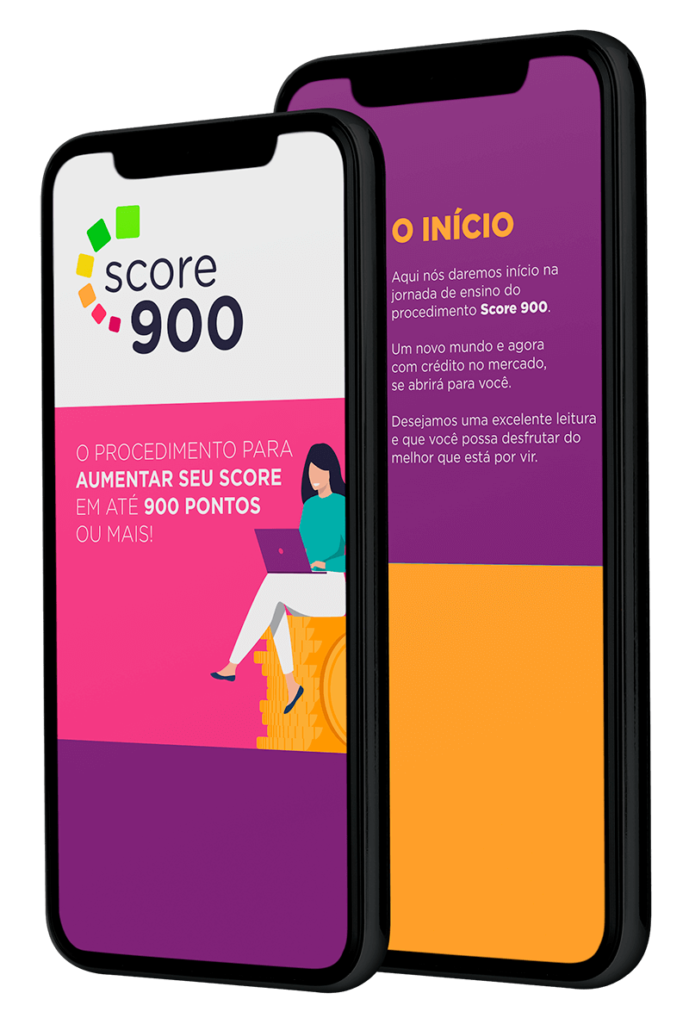 score
900
O PROCEDIMENTO PARA
AUMENTAR SEU SCORE
EM ATÉ 900 PONTOS
OU MAIS!
O INÍCIO
Aqui nós daremos início na
jornada de ensino do
procedimento Score 900.
Um novo mundo e agora
com crédito no mercado,
se abrirá para você.
Desejamos uma excelente leitura
e que você possa desfrutar do
melhor que está por vir.